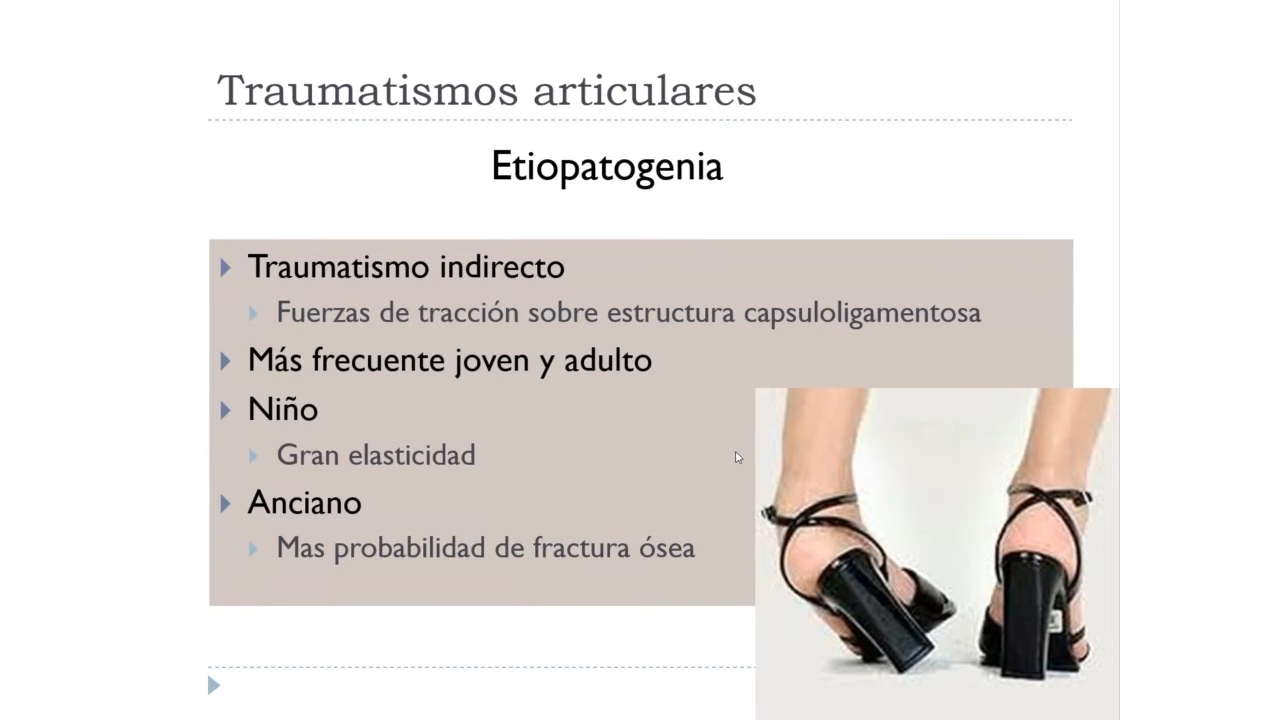 Traumatismos articulares
Etiopatogenia
Traumatismo indirecto
Fuerzas de tracción sobre estructura capsuloligamentosa
Más frecuente joven y adulto
Niño
Gran elasticidad
Anciano
Mas probabilidad de fractura ósea